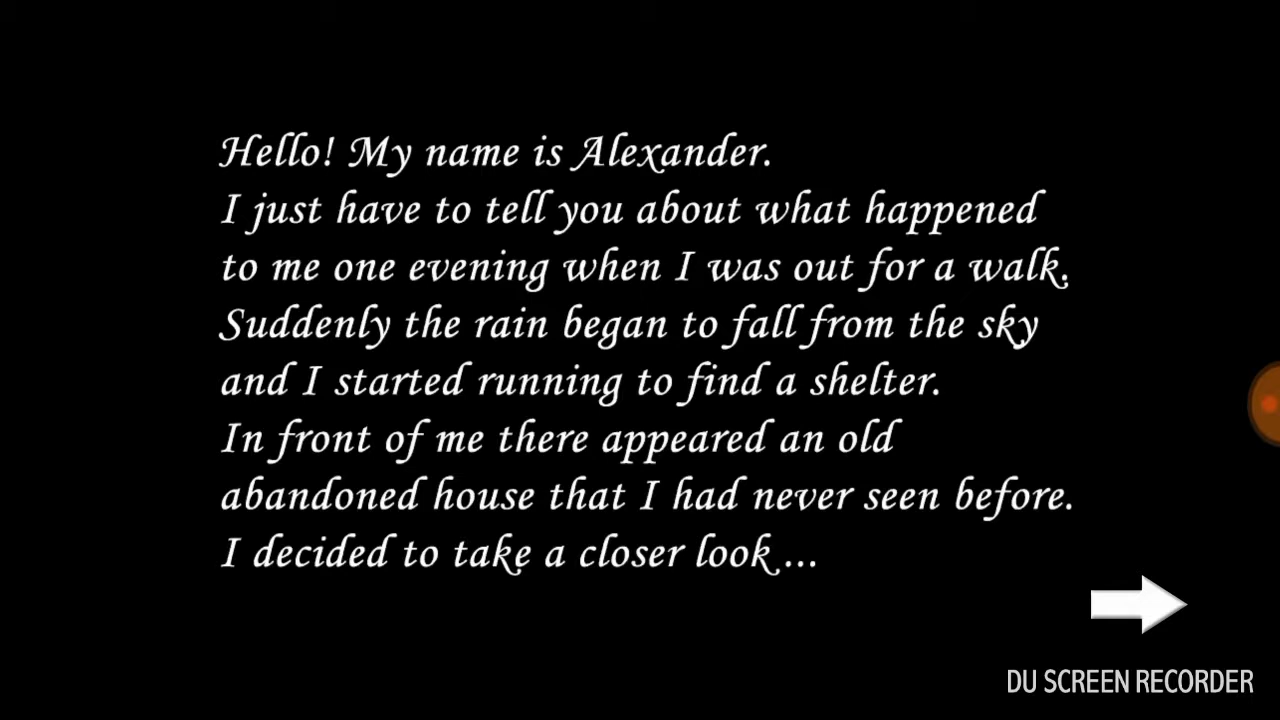 Hello! My name is Alexander.
I just have to tell you about what happened
to me one evening when I was out for a walk.
Suddenly the rain began to fall from the sky
and I started running to find a shelter.
In front of me there appeared an old
abandoned house that I had never seen before.
I decided to take a closer look ...
DU SCREEN RECORDER